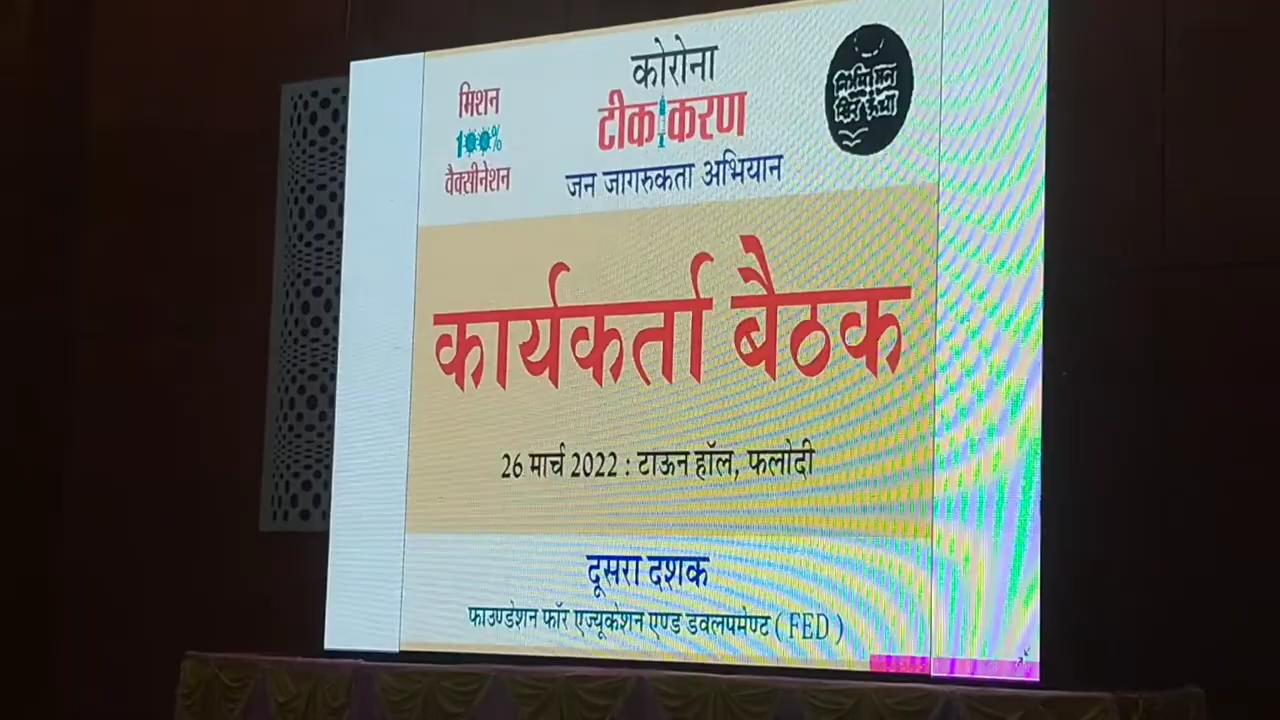 कोरोना
मिशन
100%
वैक्सीनेशन
टीकाकरण
जन जागरुकता अभियान
कार्यकर्ता बैठक
26 मार्च 2022 : टाऊन हॉल, फलोदी
दूसरा दशक
फाउण्डेशन फॉर एज्यूकेशन एण्ड डवलपमेण्ट ( FED )